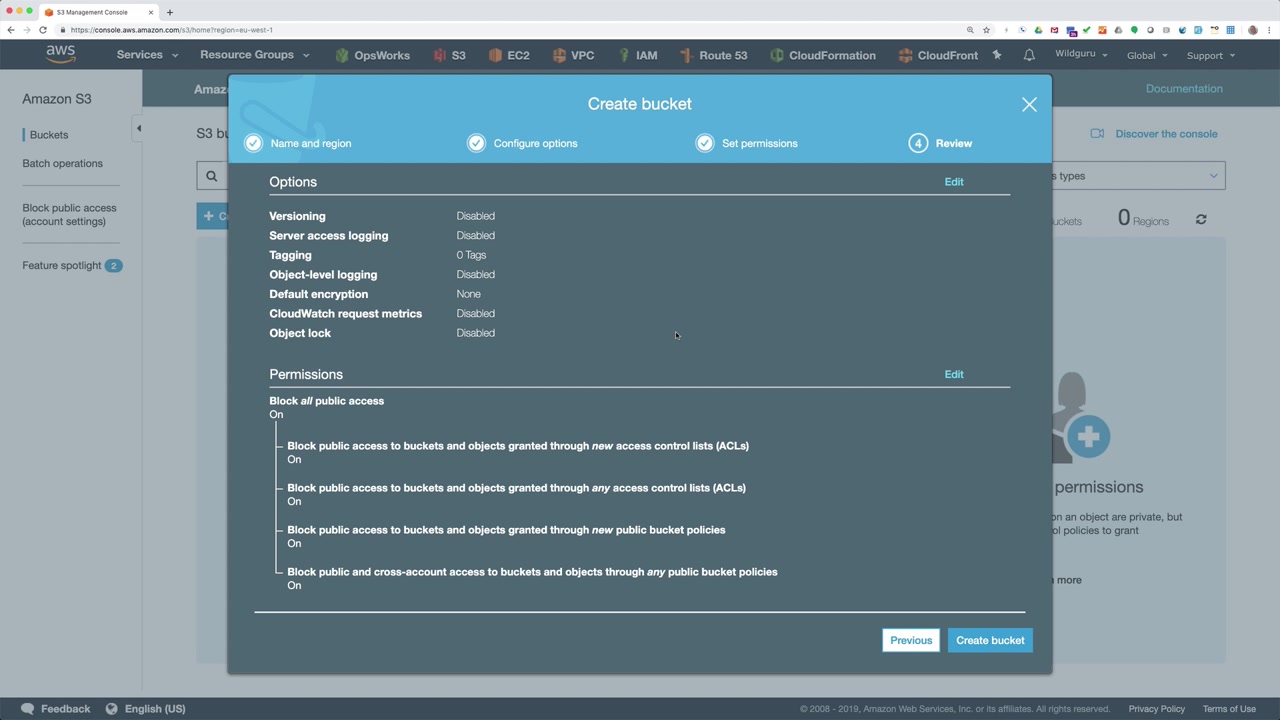 S3 Management Console
https://console.aws.amazon.com/s3/home?region=eu-west-1
aws
Services
Resource Groups
OpsWorks
S3
EC2
VPC
IAM
Route 53
CloudFormation
CloudFront
Wildguru
Global
Support
Amazon S3
Buckets
Batch operations
Block public access
(account settings)
Feature spotlight 2
Documentation
S3 bu
Discover the console
types
0 Regions
Create bucket
Name and region
Configure options
Set permissions
4 Review
Options
Edit
Versioning Disabled
Server access logging Disabled
Tagging 0 Tags
Object-level logging Disabled
Default encryption None
CloudWatch request metrics Disabled
Object lock Disabled
Permissions
Edit
Block all public access
On
Block public access to buckets and objects granted through new access control lists (ACLs)
On
Block public access to buckets and objects granted through any access control lists (ACLs)
On
Block public access to buckets and objects granted through new public bucket policies
On
Block public and cross-account access to buckets and objects through any public bucket policies
On
Previous
Create bucket
permissions
on an object are private, but
ol policies to grant
more
Feedback
English (US)
© 2008 - 2019, Amazon Web Services, Inc. or its affiliates. All rights reserved.
Privacy Policy
Terms of Use